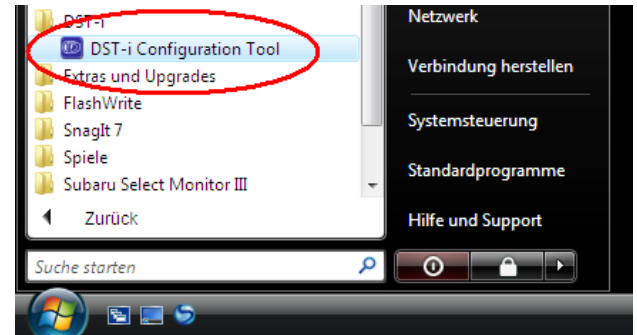 DST-i
DST-i Configuration Tool
Extras und Upgrades
FlashWrite
SnagIt 7
Spiele
Subaru Select Monitor III
Zurück
Suche starten
Netzwerk
Verbindung herstellen
Systemsteuerung
Standardprogramme
Hilfe und Support